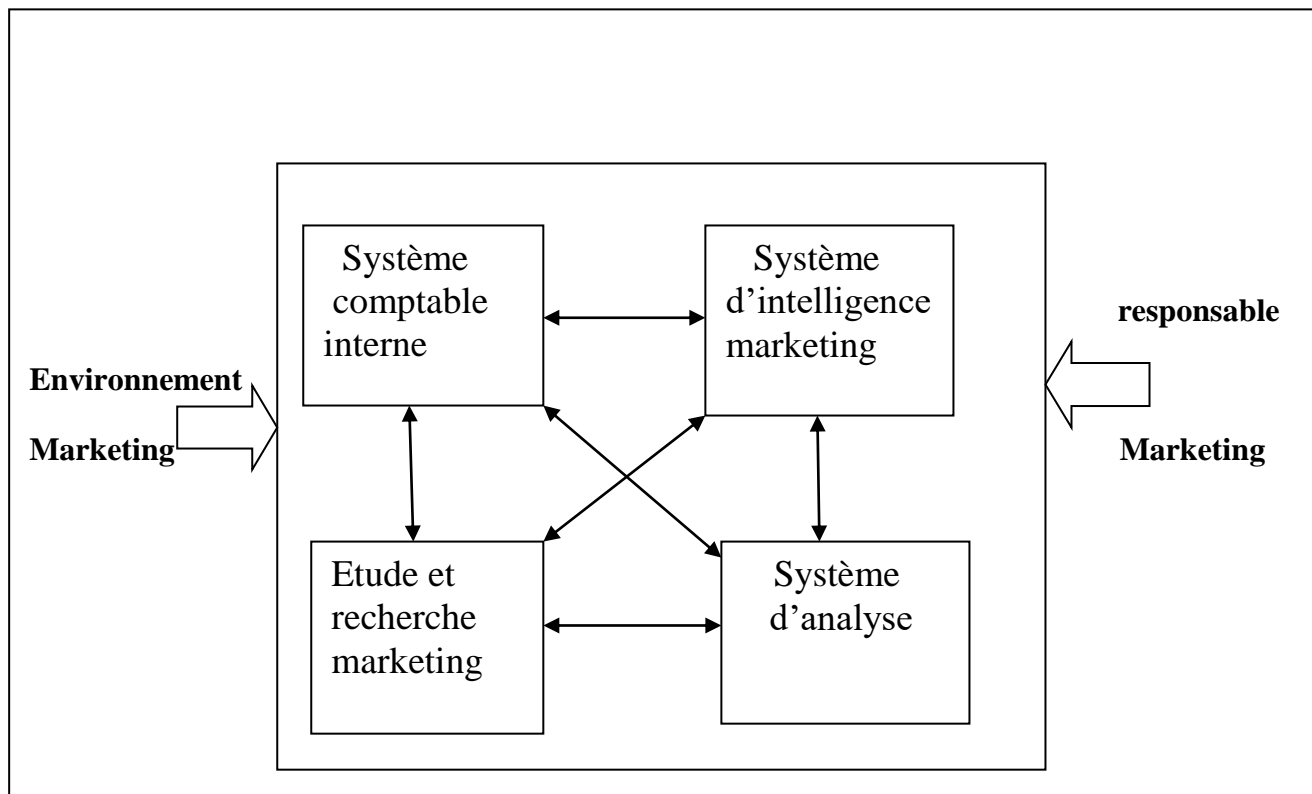 Système
comptable
interne
Système
d’intelligence
marketing
responsable
Environnement
Marketing
Marketing
Etude et
recherche
marketing
Système
d’analyse